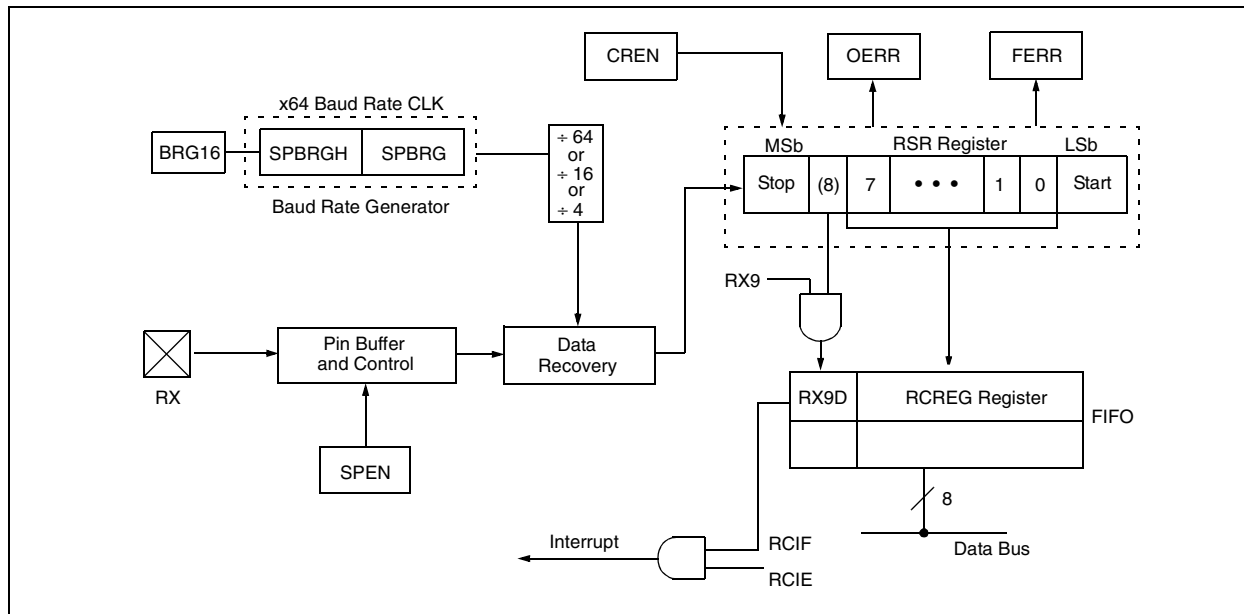 CREN
OERR
FERR
x64 Baud Rate CLK
BRG16
SPBRGH
SPBRG
Baud Rate Generator
÷ 64
or
÷ 16
or
÷ 4
MSb
RSR Register
LSb
Stop
(8)
7
• • •
1
0
Start
RX9
RX
Pin Buffer
and Control
Data
Recovery
SPEN
RX9D
RCREG Register
FIFO
8
Data Bus
Interrupt
RCIF
RCIE